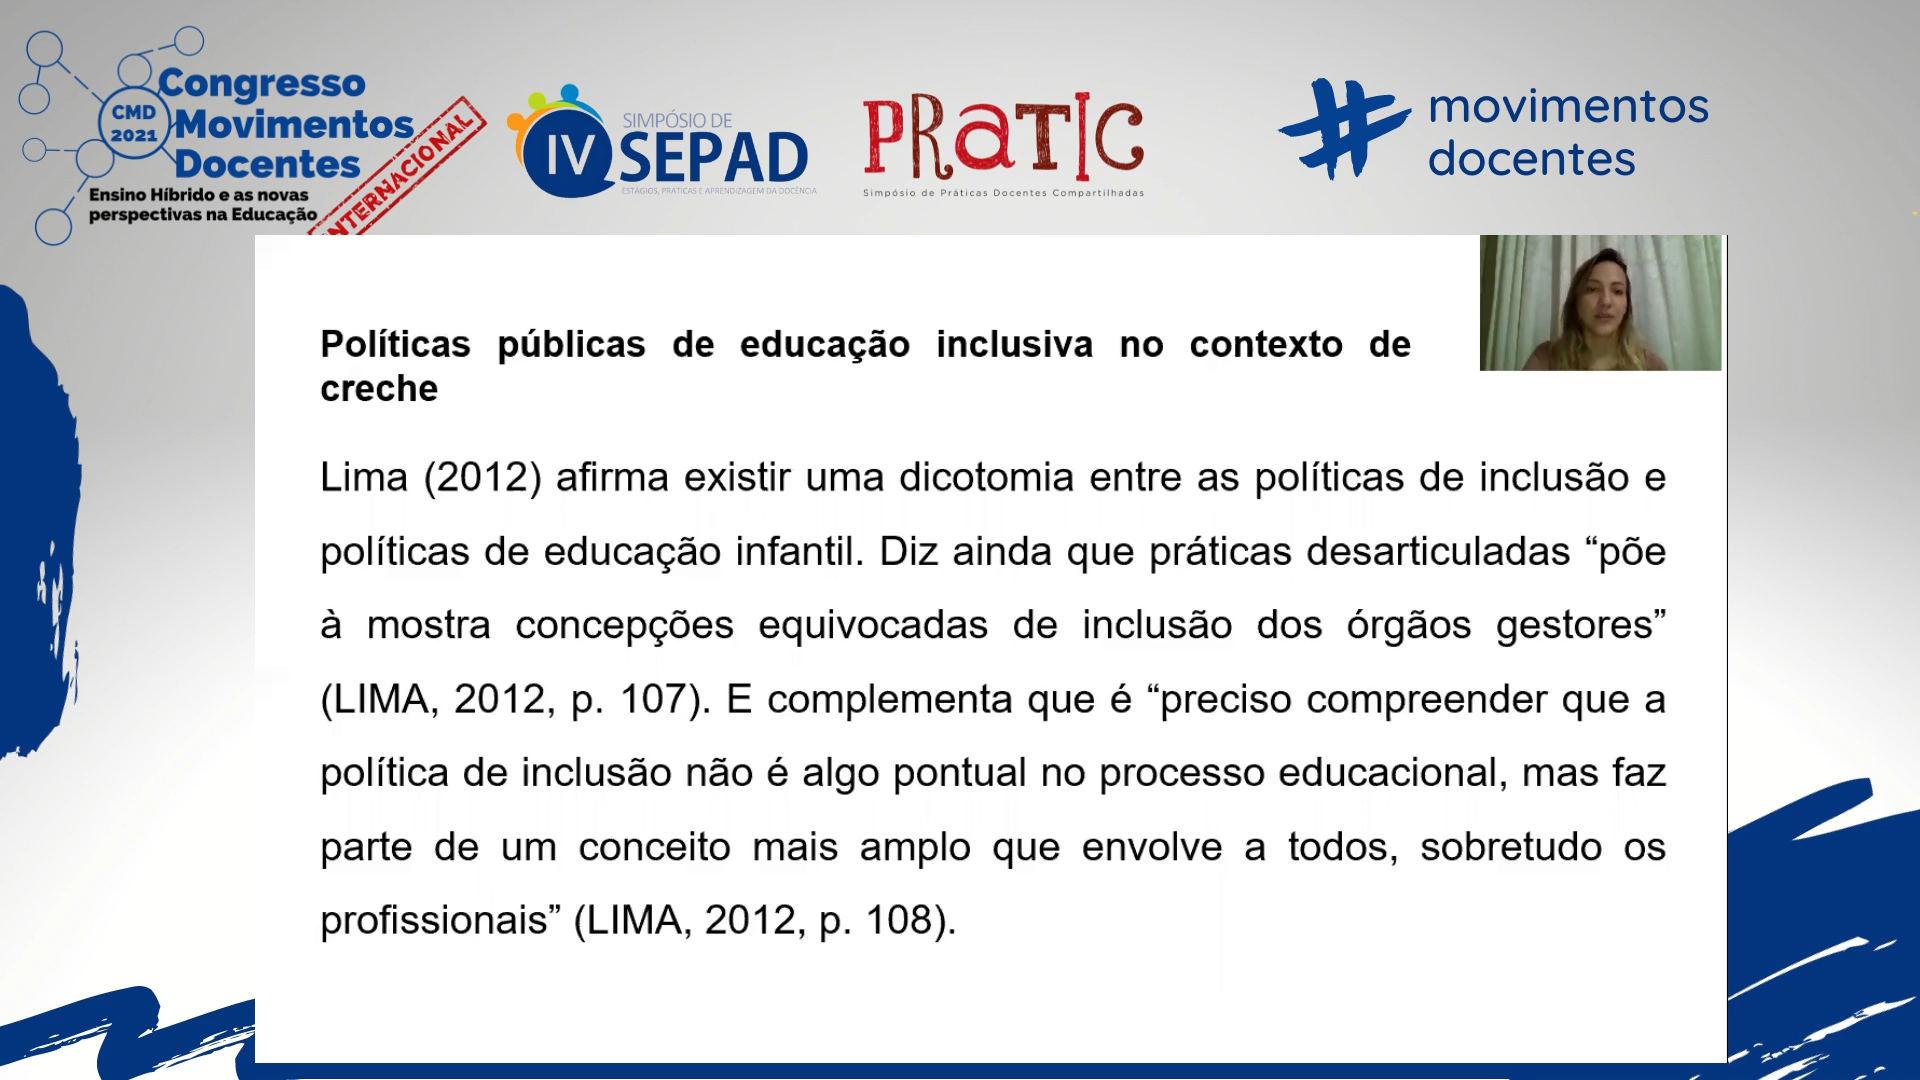 CMD
2021
Congresso
Movimentos
Docentes
INTERNACIONAL
Ensino Híbrido e as novas
perspectivas na Educação
IV
SIMPÓSIO DE
SEPAD
ESTÁGIOS, PRÁTICAS E APRENDIZAGEM DA DOCÊNCIA
PRATIC
Simpósio de Práticas Docentes Compartilhadas
# movimentos
docentes
Políticas públicas de educação inclusiva no contexto de
creche
Lima (2012) afirma existir uma dicotomia entre as políticas de inclusão e
políticas de educação infantil. Diz ainda que práticas desarticuladas “põe
à mostra concepções equivocadas de inclusão dos órgãos gestores”
(LIMA, 2012, p. 107). E complementa que é “preciso compreender que a
política de inclusão não é algo pontual no processo educacional, mas faz
parte de um conceito mais amplo que envolve a todos, sobretudo os
profissionais” (LIMA, 2012, p. 108).